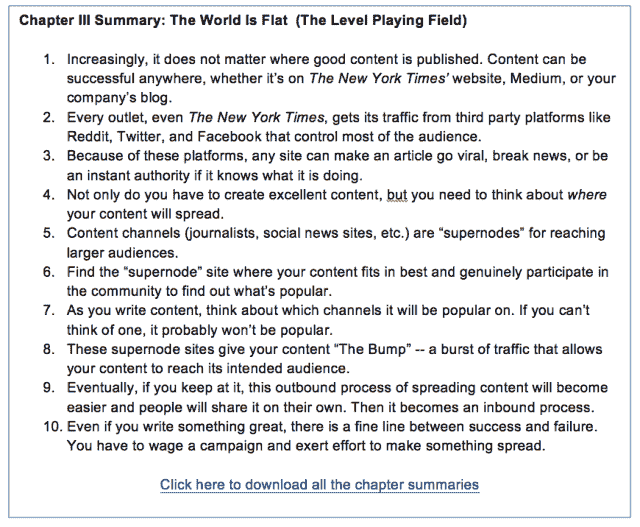 Chapter III Summary: The World Is Flat (The Level Playing Field)
1. Increasingly, it does not matter where good content is published. Content can be
successful anywhere, whether it's on The New York Times' website, Medium, or your
company's blog.
2. Every outlet, even The New York Times, gets its traffic from third party platforms like
Reddit, Twitter, and Facebook that control most of the audience.
3. Because of these platforms, any site can make an article go viral, break news, or be
an instant authority if it knows what it is doing.
4. Not only do you have to create excellent content, but you need to think about where
your content will spread.
5. Content channels (journalists, social news sites, etc.) are “supernodes” for reaching
larger audiences.
6. Find the “supernode” site where your content fits in best and genuinely participate in
the community to find out what's popular.
7. As you write content, think about which channels it will be popular on. If you can't
think of one, it probably won't be popular.
8. These supernode sites give your content “The Bump” -- a burst of traffic that allows
your content to reach its intended audience.
9. Eventually, if you keep at it, this outbound process of spreading content will become
easier and people will share it on their own. Then it becomes an inbound process.
10. Even if you write something great, there is a fine line between success and failure.
You have to wage a campaign and exert effort to make something spread.
Click here to download all the chapter summaries